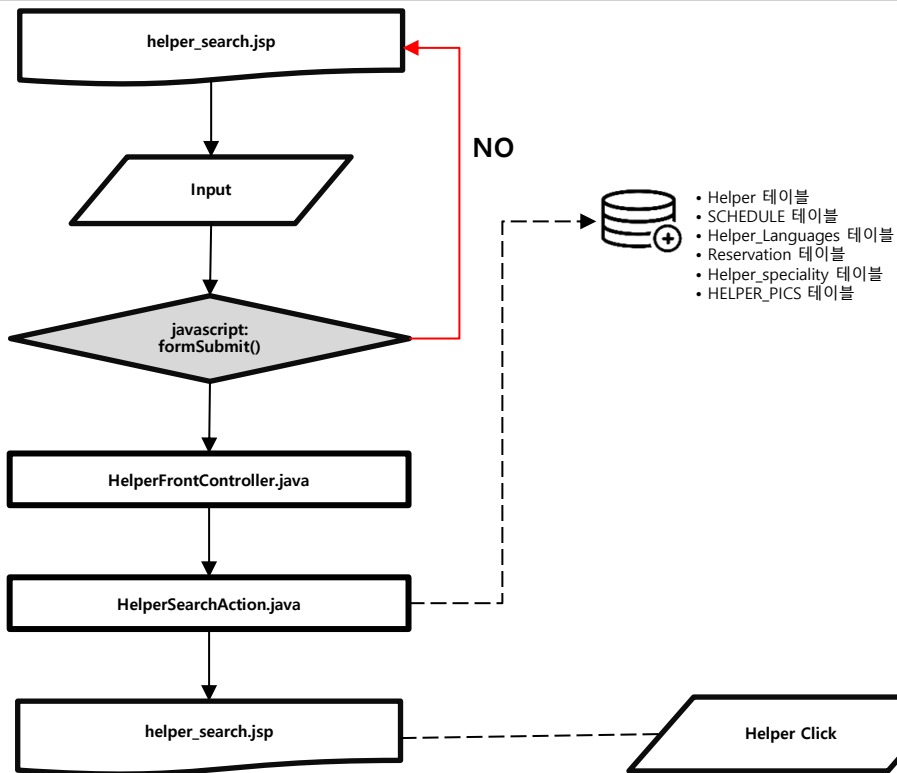 helper_search.jsp
NO
Input
• Helper 테이블
• SCHEDULE 테이블
• Helper_Languages 테이블
• Reservation 테이블
• Helper_speciality 테이블
• HELPER_PICS 테이블
javascript:
formSubmit()
HelperFrontController.java
HelperSearchAction.java
helper_search.jsp
Helper Click